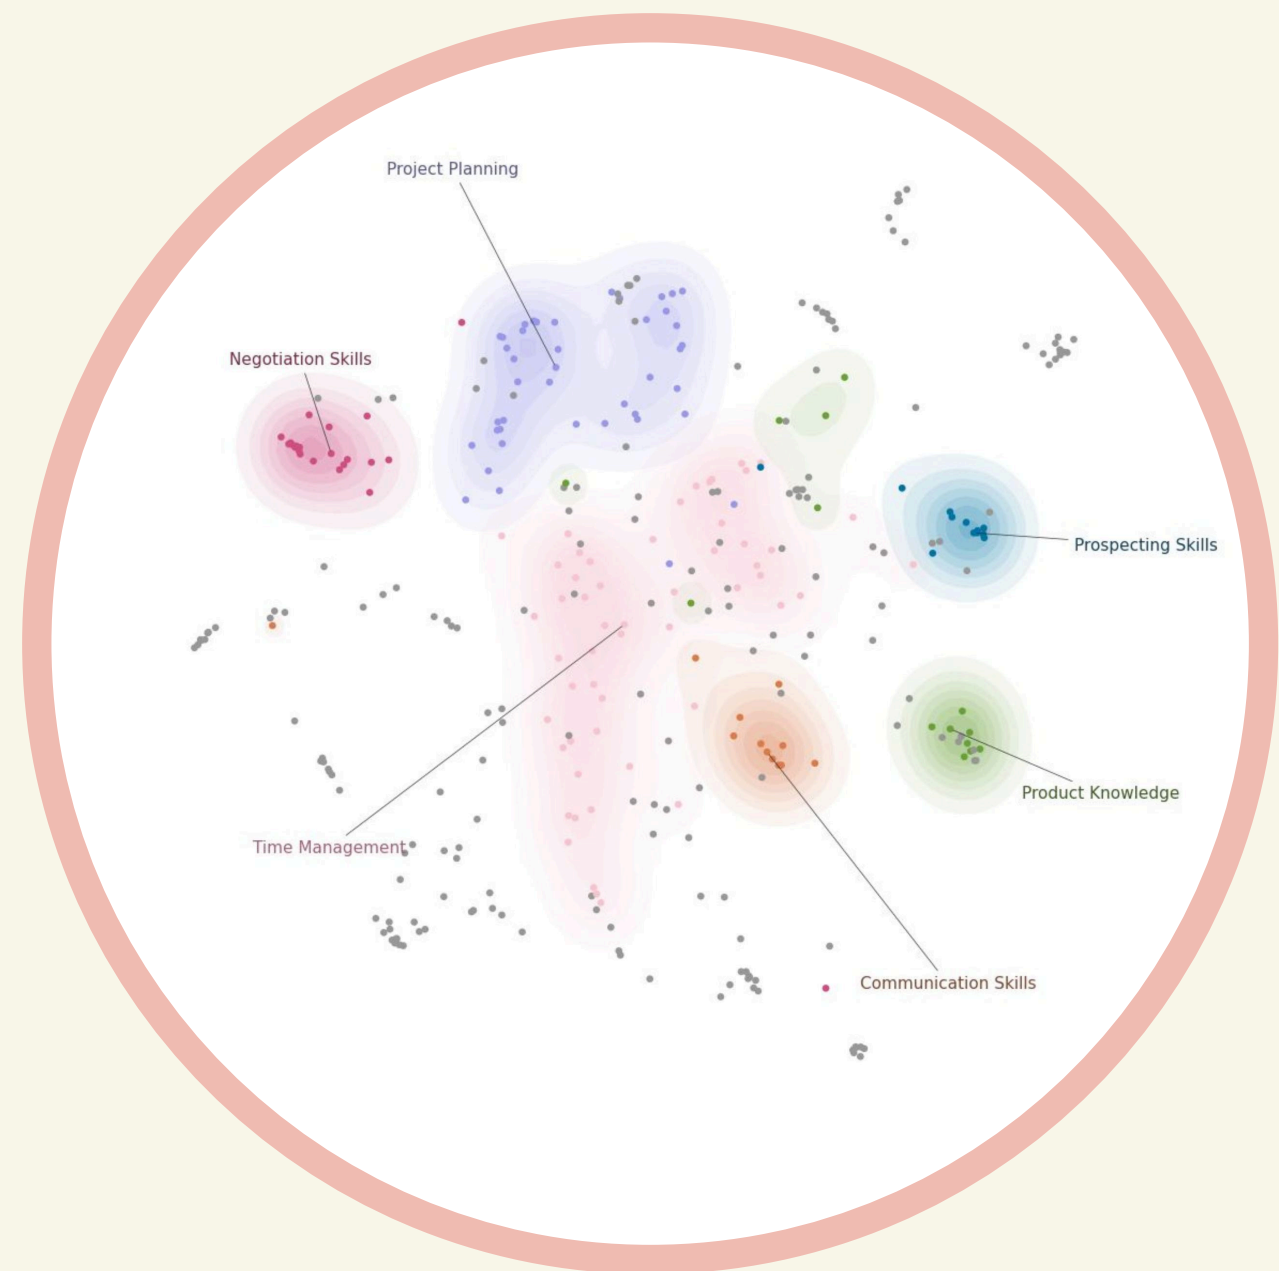 Project Planning
Negotiation Skills
Prospecting Skills
Product Knowledge
Time Management
Communication Skills